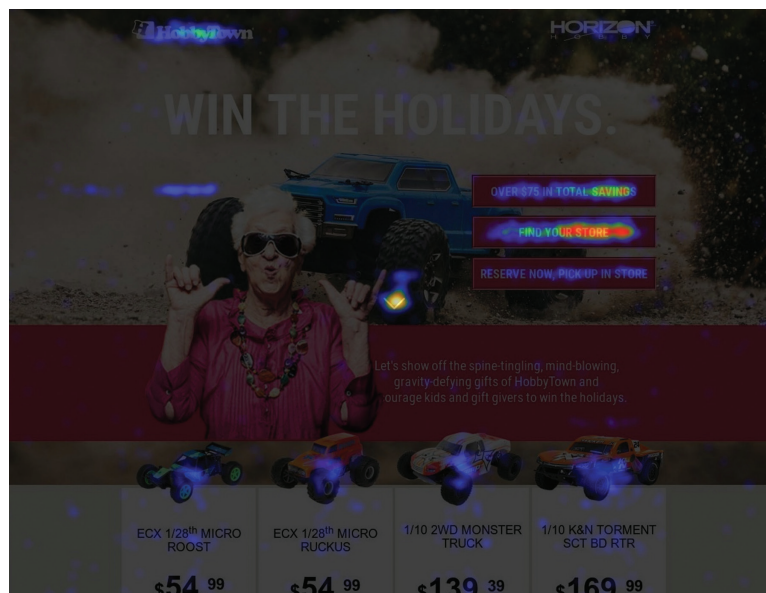 HobbyTown
HORIZON
HOBBY
WIN THE HOLIDAYS.
OVER $75 IN TOTAL SAVINGS
FIND YOUR STORE
RESERVE NOW, PICK UP IN STORE
Let's show off the spine-tingling, mind-blowing,
gravity-defying gifts of HobbyTown and
ourage kids and gift givers to win the holidays.
ECX 1/28th MICRO
ROOST
ECX 1/28th MICRO
RUCKUS
1/10 2WD MONSTER
TRUCK
1/10 K&N TORMENT
SCT BD RTR
$54 99
$54 99
$139 39
$169 99